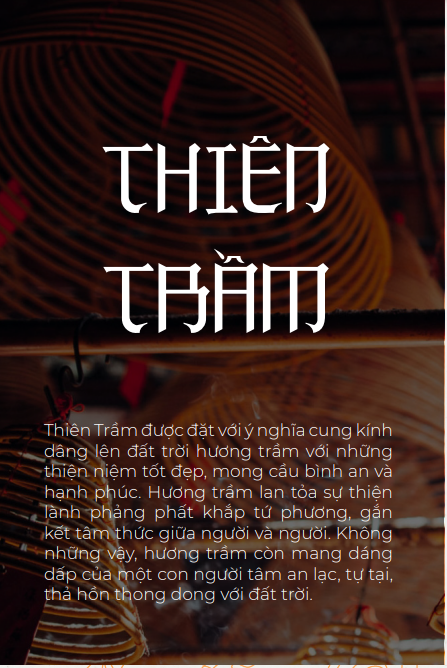 THIÊN
TRẦM
Thiên Trầm được đặt với ý nghĩa cung kính
dâng lên đất trời hương trầm với những
thiện niệm tốt đẹp, mong cầu bình an và
hạnh phúc. Hương trầm lan tỏa sự thiện
lành phảng phất khắp tứ phương, gắn
kết tâm thức giữa người và người. Không
những vậy, hương trầm còn mang dáng
dấp của một con người tâm an lạc, tự tại,
thả hồn thong dong với đất trời.